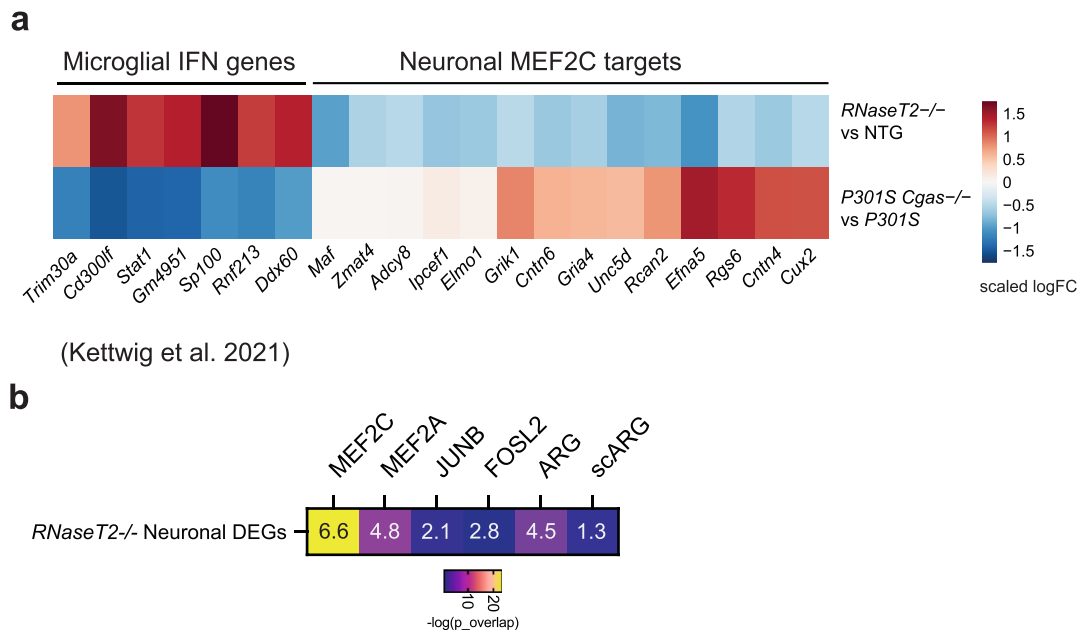 a
Microglial IFN genes Neuronal MEF2C targets
RNaseT2−/−
vs NTG
P301S Cgas−/−
vs P301S
1.5
1
0.5
0
−0.5
−1
−1.5
scaled logFC
Trim30a Cd300lf Stat1 Gm4951 Sp100 Rnf213 Ddx60 Maf Zmat4 Adcy8 Ipcef1 Elmo1 Grik1 Cntn6 Gria4 Unc5d Rcan2 Efna5 Rgs6 Cntn4 Cux2
(Kettwig et al. 2021)
b
MEF2C MEF2A JUNB FOSL2 ARG scARG
RNaseT2-/- Neuronal DEGs 6.6 4.8 2.1 2.8 4.5 1.3
10 20
-log(p_overlap)